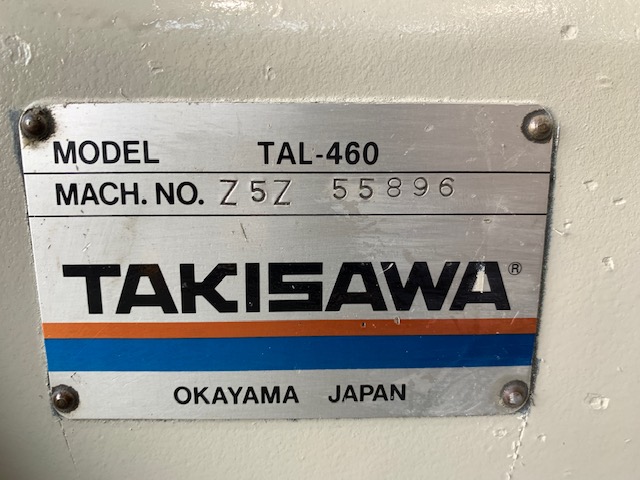 MODEL TAL-460
MACH. NO. Z5Z 55896
TAKISAWA®
OKAYAMA JAPAN